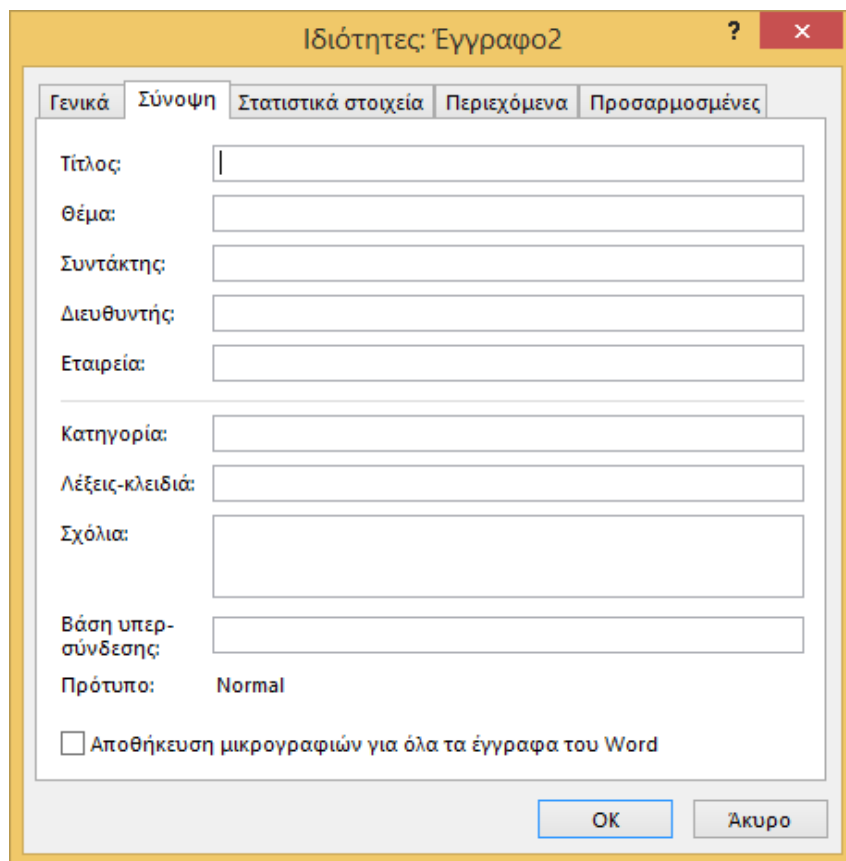 Ιδιότητες: Έγγραφο2
?
Γενικά Σύνοψη Στατιστικά στοιχεία Περιεχόμενα Προσαρμοσμένες
Τίτλος:
Θέμα:
Συντάκτης:
Διευθυντής:
Εταιρεία:
Κατηγορία:
Λέξεις-κλειδιά:
Σχόλια:
Βάση υπερ-
σύνδεσης:
Πρότυπο: Normal
Αποθήκευση μικρογραφιών για όλα τα έγγραφα του Word
OK Άκυρο